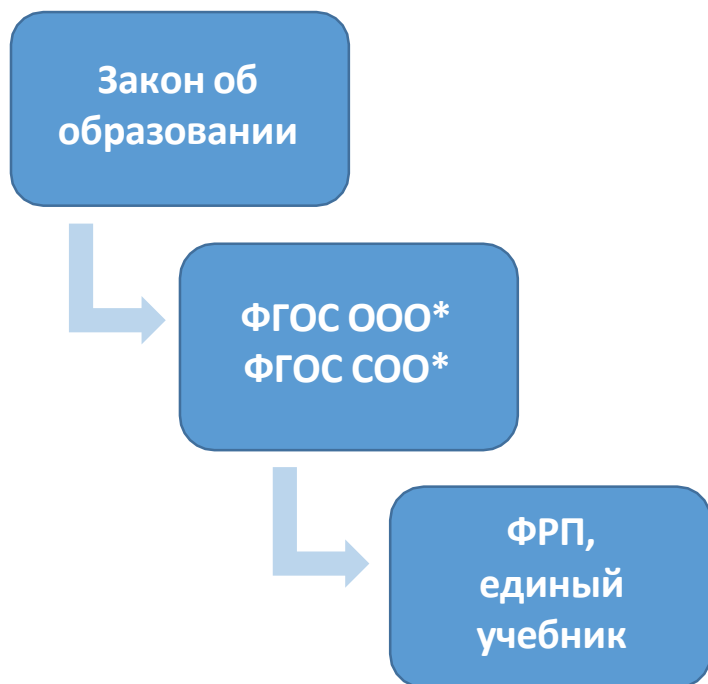 Закон об
образовании
ФГОС ООО*
ФГОС СОО*
ФРП,
единый
учебник